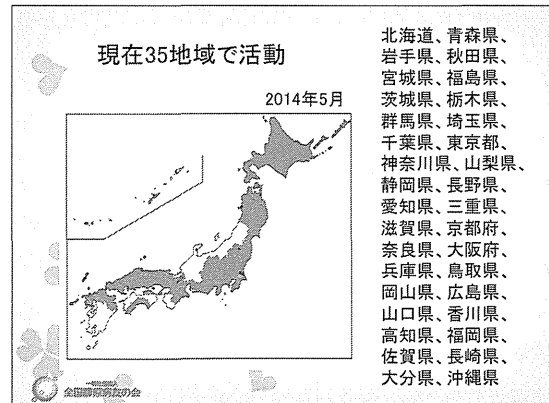 現在35地域で活動
2014年5月
北海道、青森県、
岩手県、秋田県、
宮城県、福島県、
茨城県、栃木県、
群馬県、埼玉県、
千葉県、東京都、
神奈川県、山梨県、
静岡県、長野県、
愛知県、三重県、
滋賀県、京都府、
奈良県、大阪府、
兵庫県、鳥取県、
岡山県、広島県、
山口県、香川県、
高知県、福岡県、
佐賀県、長崎県、
大分県、沖縄県